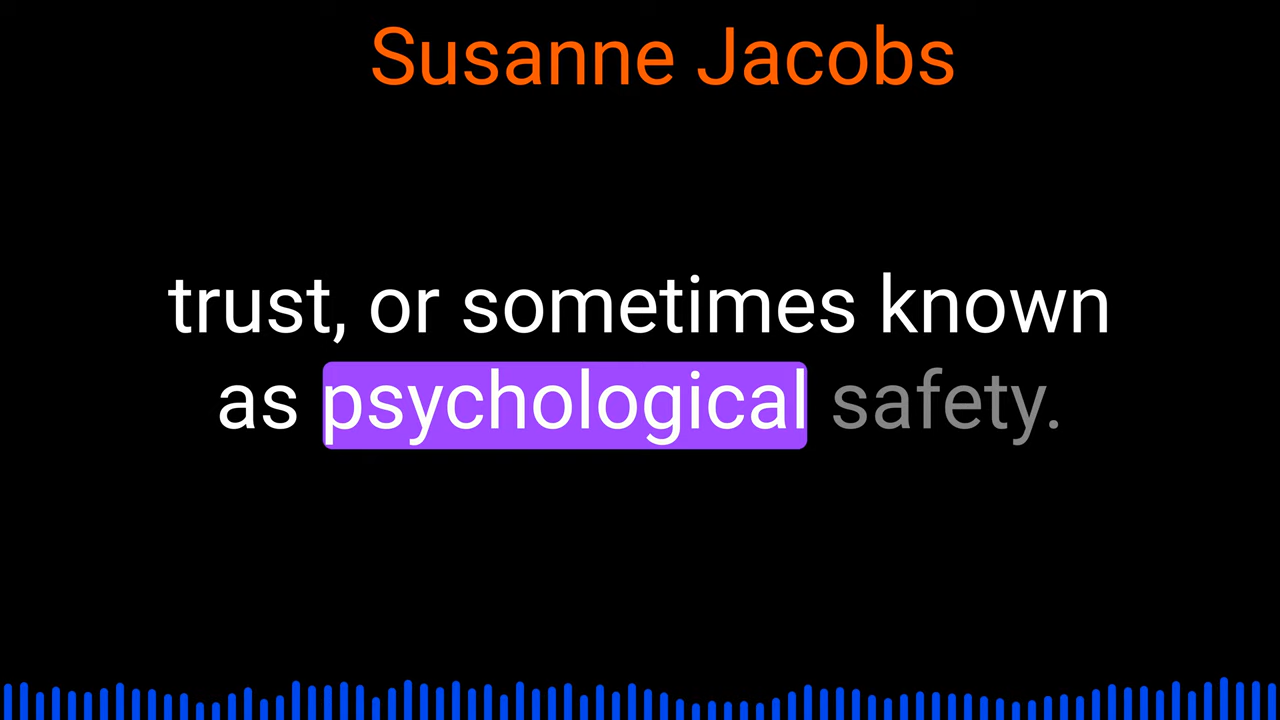 Susanne Jacobs
trust, or sometimes known
as psychological safety.